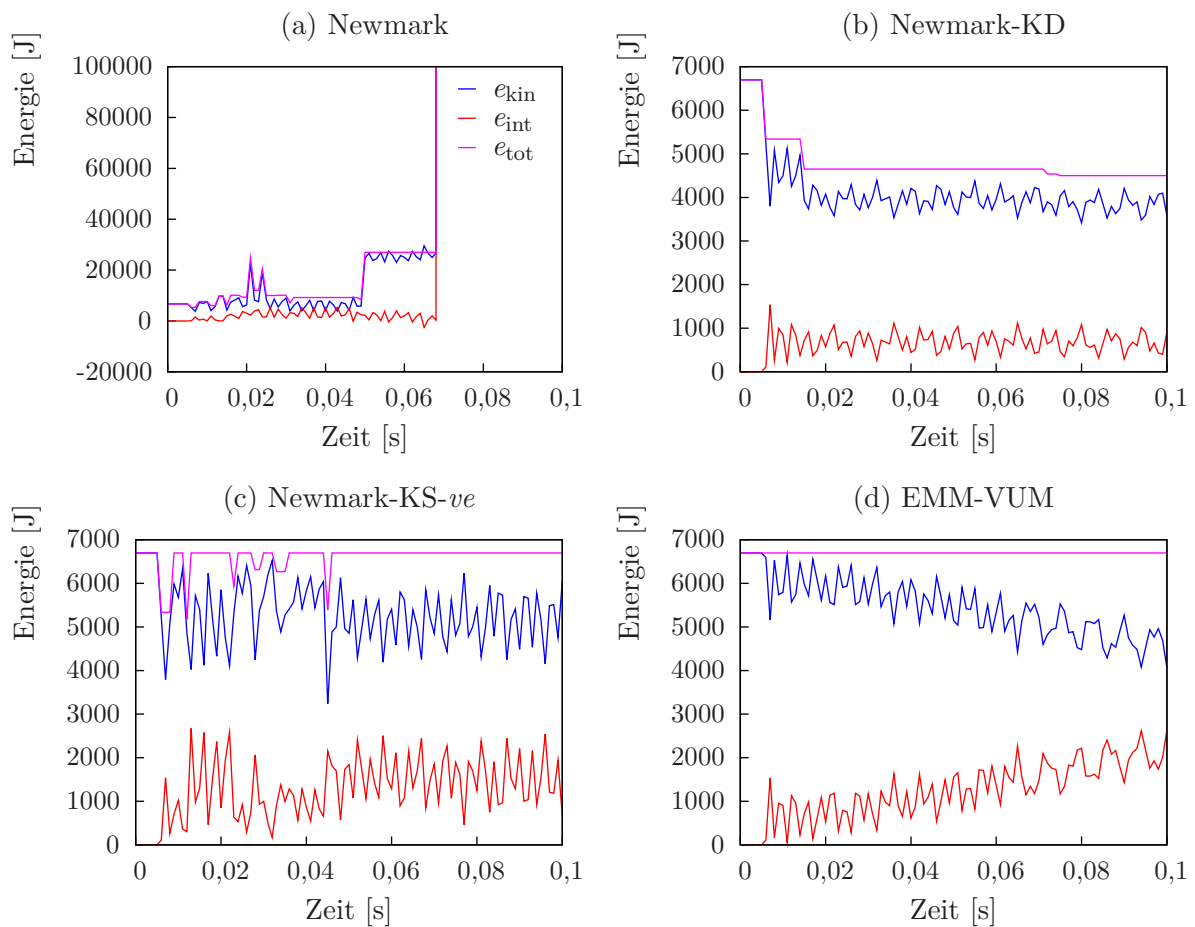 (a) Newmark
Energie [J]
100000
80000
60000
40000
20000
0
-20000
e_kin
e_int
e_tot
0 0,02 0,04 0,06 0,08 0,1
Zeit [s]
(b) Newmark-KD
Energie [J]
7000
6000
5000
4000
3000
2000
1000
0
0 0,02 0,04 0,06 0,08 0,1
Zeit [s]
(c) Newmark-KS-ve
Energie [J]
7000
6000
5000
4000
3000
2000
1000
0
0 0,02 0,04 0,06 0,08 0,1
Zeit [s]
(d) EMM-VUM
Energie [J]
7000
6000
5000
4000
3000
2000
1000
0
0 0,02 0,04 0,06 0,08 0,1
Zeit [s]